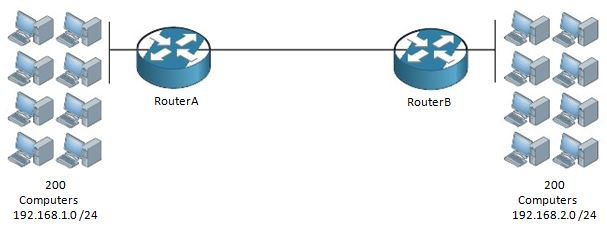 RouterA
RouterB
200
Computers
192.168.1.0 /24
200
Computers
192.168.2.0 /24